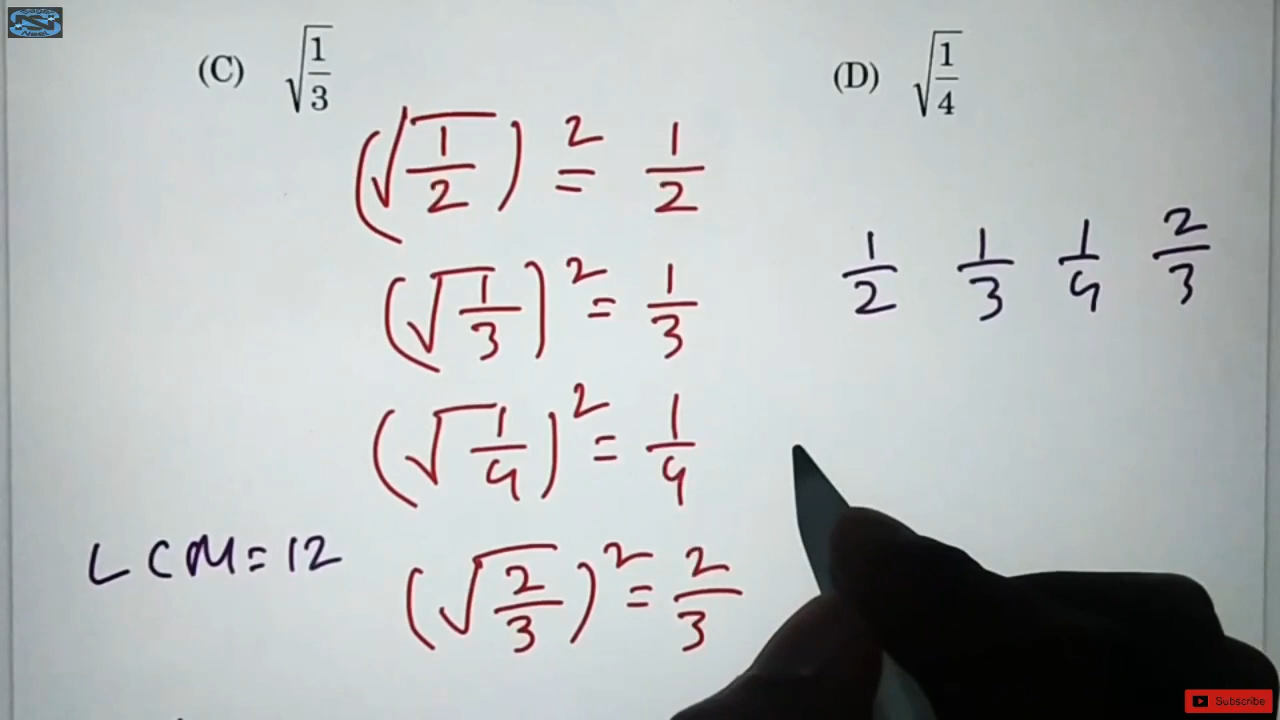 (C) √(1/3)
(D) √(1/4)
(√(1/2))² = 1/2
1/2 1/3 1/4 2/3
(√(1/3))² = 1/3
(√(1/4))² = 1/4
LCM = 12
(√(2/3))² = 2/3
Subscribe